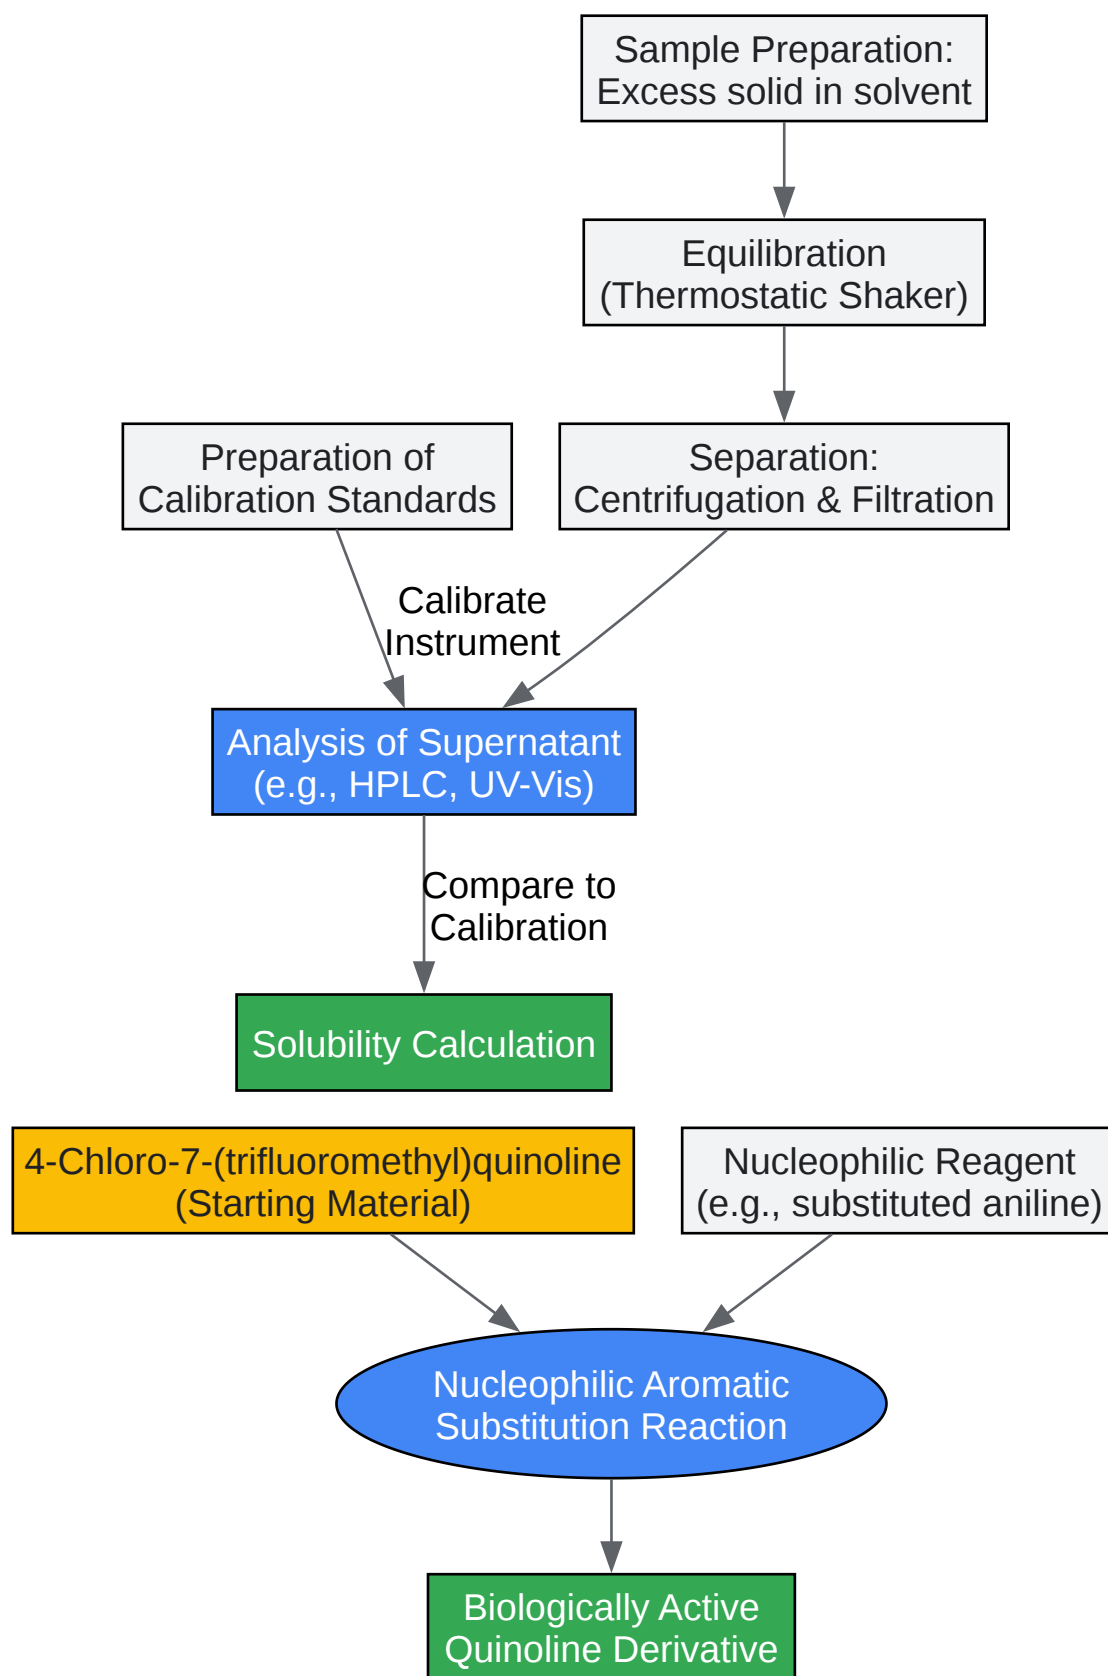 Sample Preparation:
Excess solid in solvent
Equilibration
(Thermostatic Shaker)
Preparation of
Calibration Standards
Separation:
Centrifugation & Filtration
Calibrate
Instrument
Analysis of Supernatant
(e.g., HPLC, UV-Vis)
Compare to
Calibration
Solubility Calculation
4-Chloro-7-(trifluoromethyl)quinoline
(Starting Material)
Nucleophilic Reagent
(e.g., substituted aniline)
Nucleophilic Aromatic
Substitution Reaction
Biologically Active
Quinoline Derivative